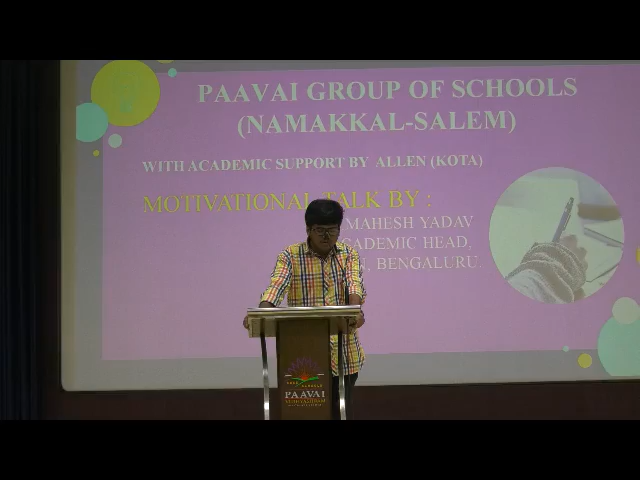 PAAVAI GROUP OF SCHOOLS
(NAMAKKAL-SALEM)
WITH ACADEMIC SUPPORT BY ALLEN (KOTA)
MOTIVATIONAL TALK BY :
MAHESH YADAV
CADEMIC HEAD,
N, BENGALURU.
PAAVAI